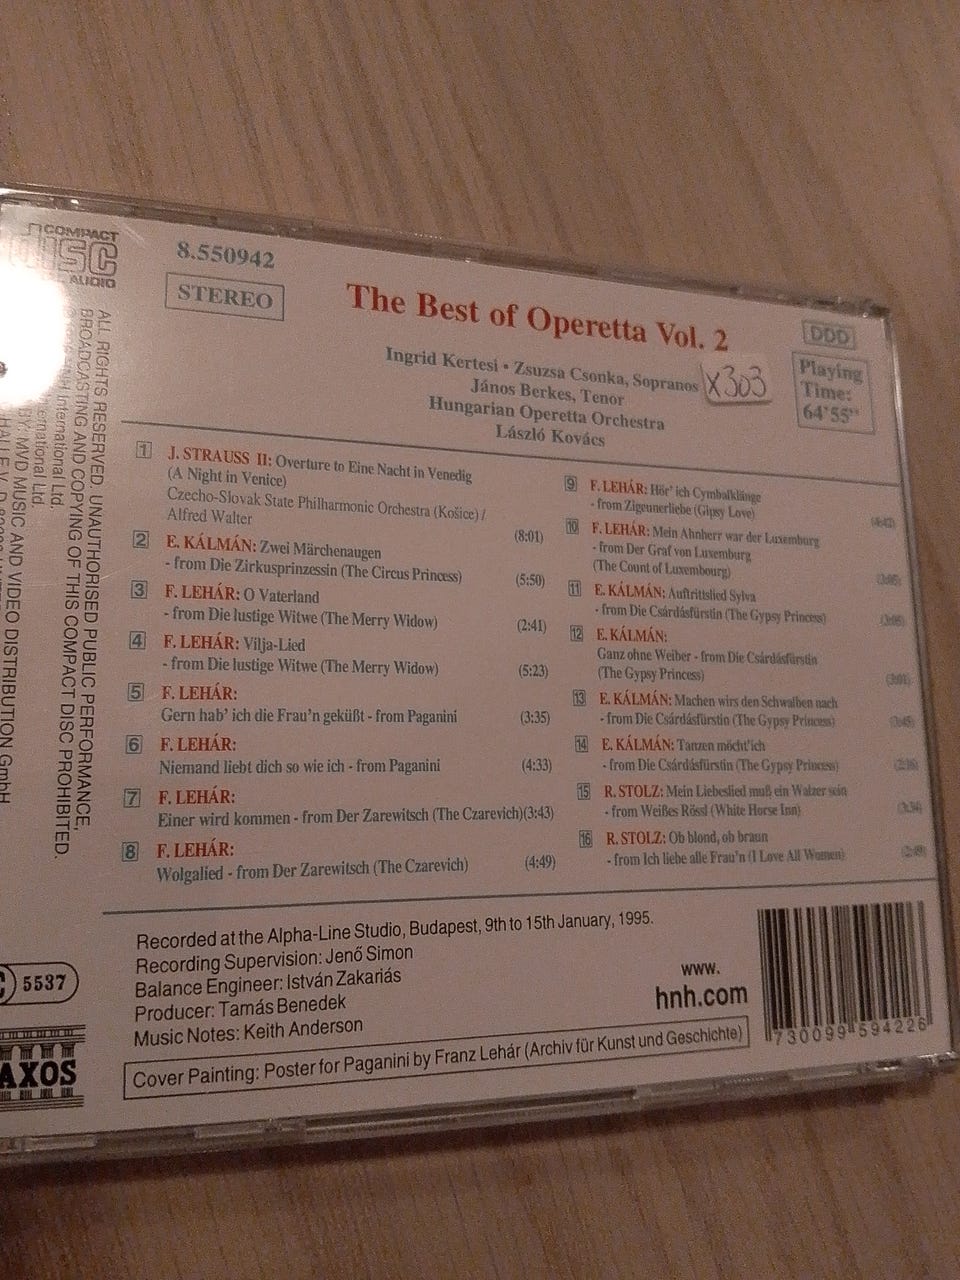 COMPACT
DISC
AUDIO
8.550942
STEREO
The Best of Operetta Vol. 2
DDD
Playing
Time:
64'55"
Ingrid Kertesi • Zsuzsa Csonka, Sopranos
X303
János Berkes, Tenor
Hungarian Operetta Orchestra
László Kovács
1 J. STRAUSS II: Overture to Eine Nacht in Venedig
(A Night in Venice)
Czecho-Slovak State Philharmonic Orchestra (Košice) /
Alfred Walter (8:01)
2 E. KÁLMÁN: Zwei Märchenaugen
- from Die Zirkusprinzessin (The Circus Princess) (5:50)
3 F. LEHÁR: O Vaterland
- from Die lustige Witwe (The Merry Widow) (2:41)
4 F. LEHÁR: Vilja-Lied
- from Die lustige Witwe (The Merry Widow) (5:23)
5 F. LEHÁR:
Gern hab' ich die Frau'n geküßt - from Paganini (3:35)
6 F. LEHÁR:
Niemand liebt dich so wie ich - from Paganini (4:33)
7 F. LEHÁR:
Einer wird kommen - from Der Zarewitsch (The Czarevich)(3:43)
8 F. LEHÁR:
Wolgalied - from Der Zarewitsch (The Czarevich) (4:49)
9 F. LEHÁR: Hör' ich Cymbalklänge
- from Zigeunerliebe (Gipsy Love)
10 F. LEHÁR: Mein Ahnherr war der Luxemburg
- from Der Graf von Luxemburg
(The Count of Luxembourg)
11 E. KÁLMÁN: Auftrittslied Sylva
- from Die Csárdásfürstin (The Gypsy Princess)
12 E. KÁLMÁN:
Ganz ohne Weiber - from Die Csárdásfürstin
(The Gypsy Princess)
13 E. KÁLMÁN: Machen wirs den Schwalben nach
- from Die Csárdásfürstin (The Gypsy Princess)
14 E. KÁLMÁN: Tanzen möcht'ich
- from Die Csárdásfürstin (The Gypsy Princess)
15 R. STOLZ: Mein Liebeslied muß ein Walzer sein
- from Weißes Rössl (White Horse Inn)
16 R. STOLZ: Ob blond, ob braun
- from Ich liebe alle Frau'n (I Love All Women)
Recorded at the Alpha-Line Studio, Budapest, 9th to 15th January, 1995.
Recording Supervision: Jenő Simon
Balance Engineer: István Zakariás
Producer: Tamás Benedek
Music Notes: Keith Anderson
Cover Painting: Poster for Paganini by Franz Lehár (Archiv für Kunst und Geschichte)
www.
hnh.com
730099 594226
ALL RIGHTS RESERVED. UNAUTHORISED PUBLIC PERFORMANCE,
BROADCASTING AND COPYING OF THIS COMPACT DISC PROHIBITED.
International Ltd.
International Ltd.
BY: MVD MUSIC AND VIDEO DISTRIBUTION GmbH
5537
AXOS